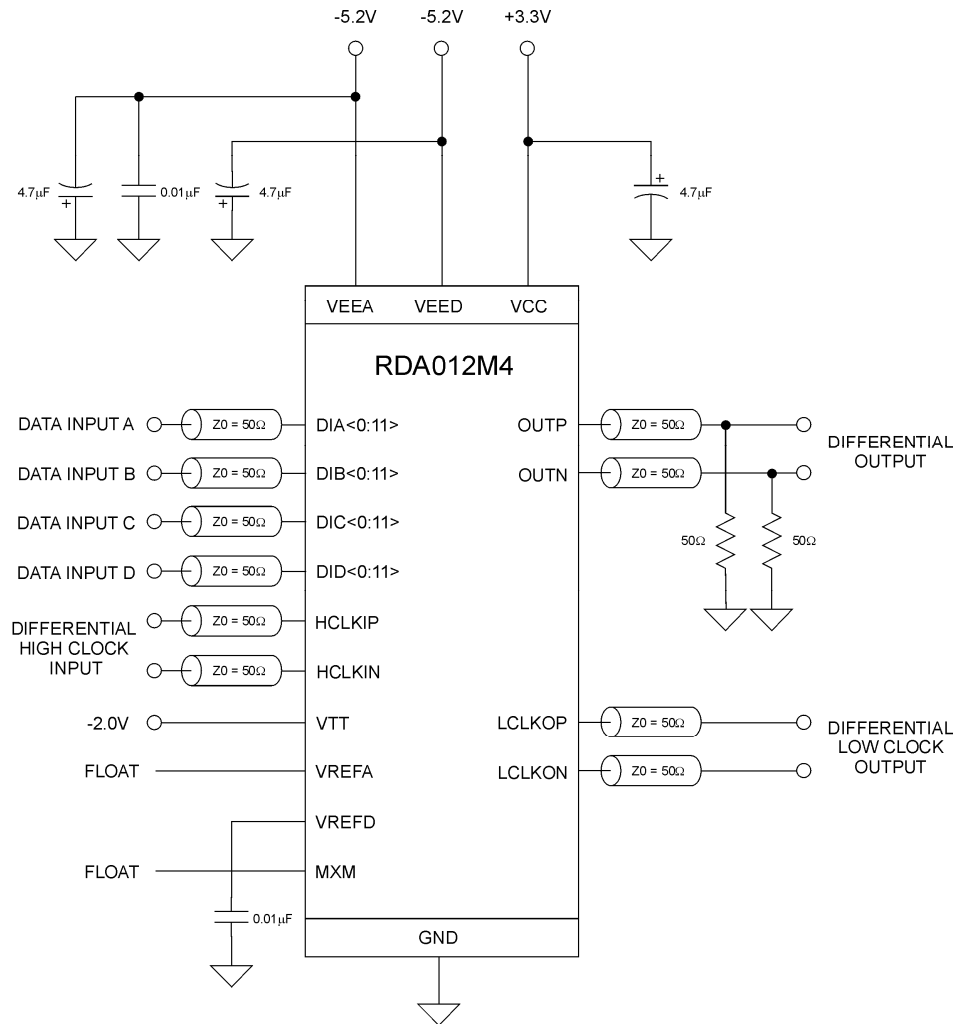 -5.2V
-5.2V
+3.3V
4.7µF
+
0.01µF
4.7µF
+
+
4.7µF
VEEA
VEED
VCC
RDA012M4
DATA INPUT A
Z0 = 50Ω
DIA<0:11>
OUTP
Z0 = 50Ω
DIFFERENTIAL
OUTPUT
DATA INPUT B
Z0 = 50Ω
DIB<0:11>
OUTN
Z0 = 50Ω
DATA INPUT C
Z0 = 50Ω
DIC<0:11>
50Ω
50Ω
DATA INPUT D
Z0 = 50Ω
DID<0:11>
DIFFERENTIAL
HIGH CLOCK
INPUT
Z0 = 50Ω
HCLKIP
Z0 = 50Ω
HCLKIN
-2.0V
VTT
LCLKOP
Z0 = 50Ω
DIFFERENTIAL
LOW CLOCK
OUTPUT
FLOAT
VREFA
LCLKON
Z0 = 50Ω
VREFD
FLOAT
MXM
0.01µF
GND